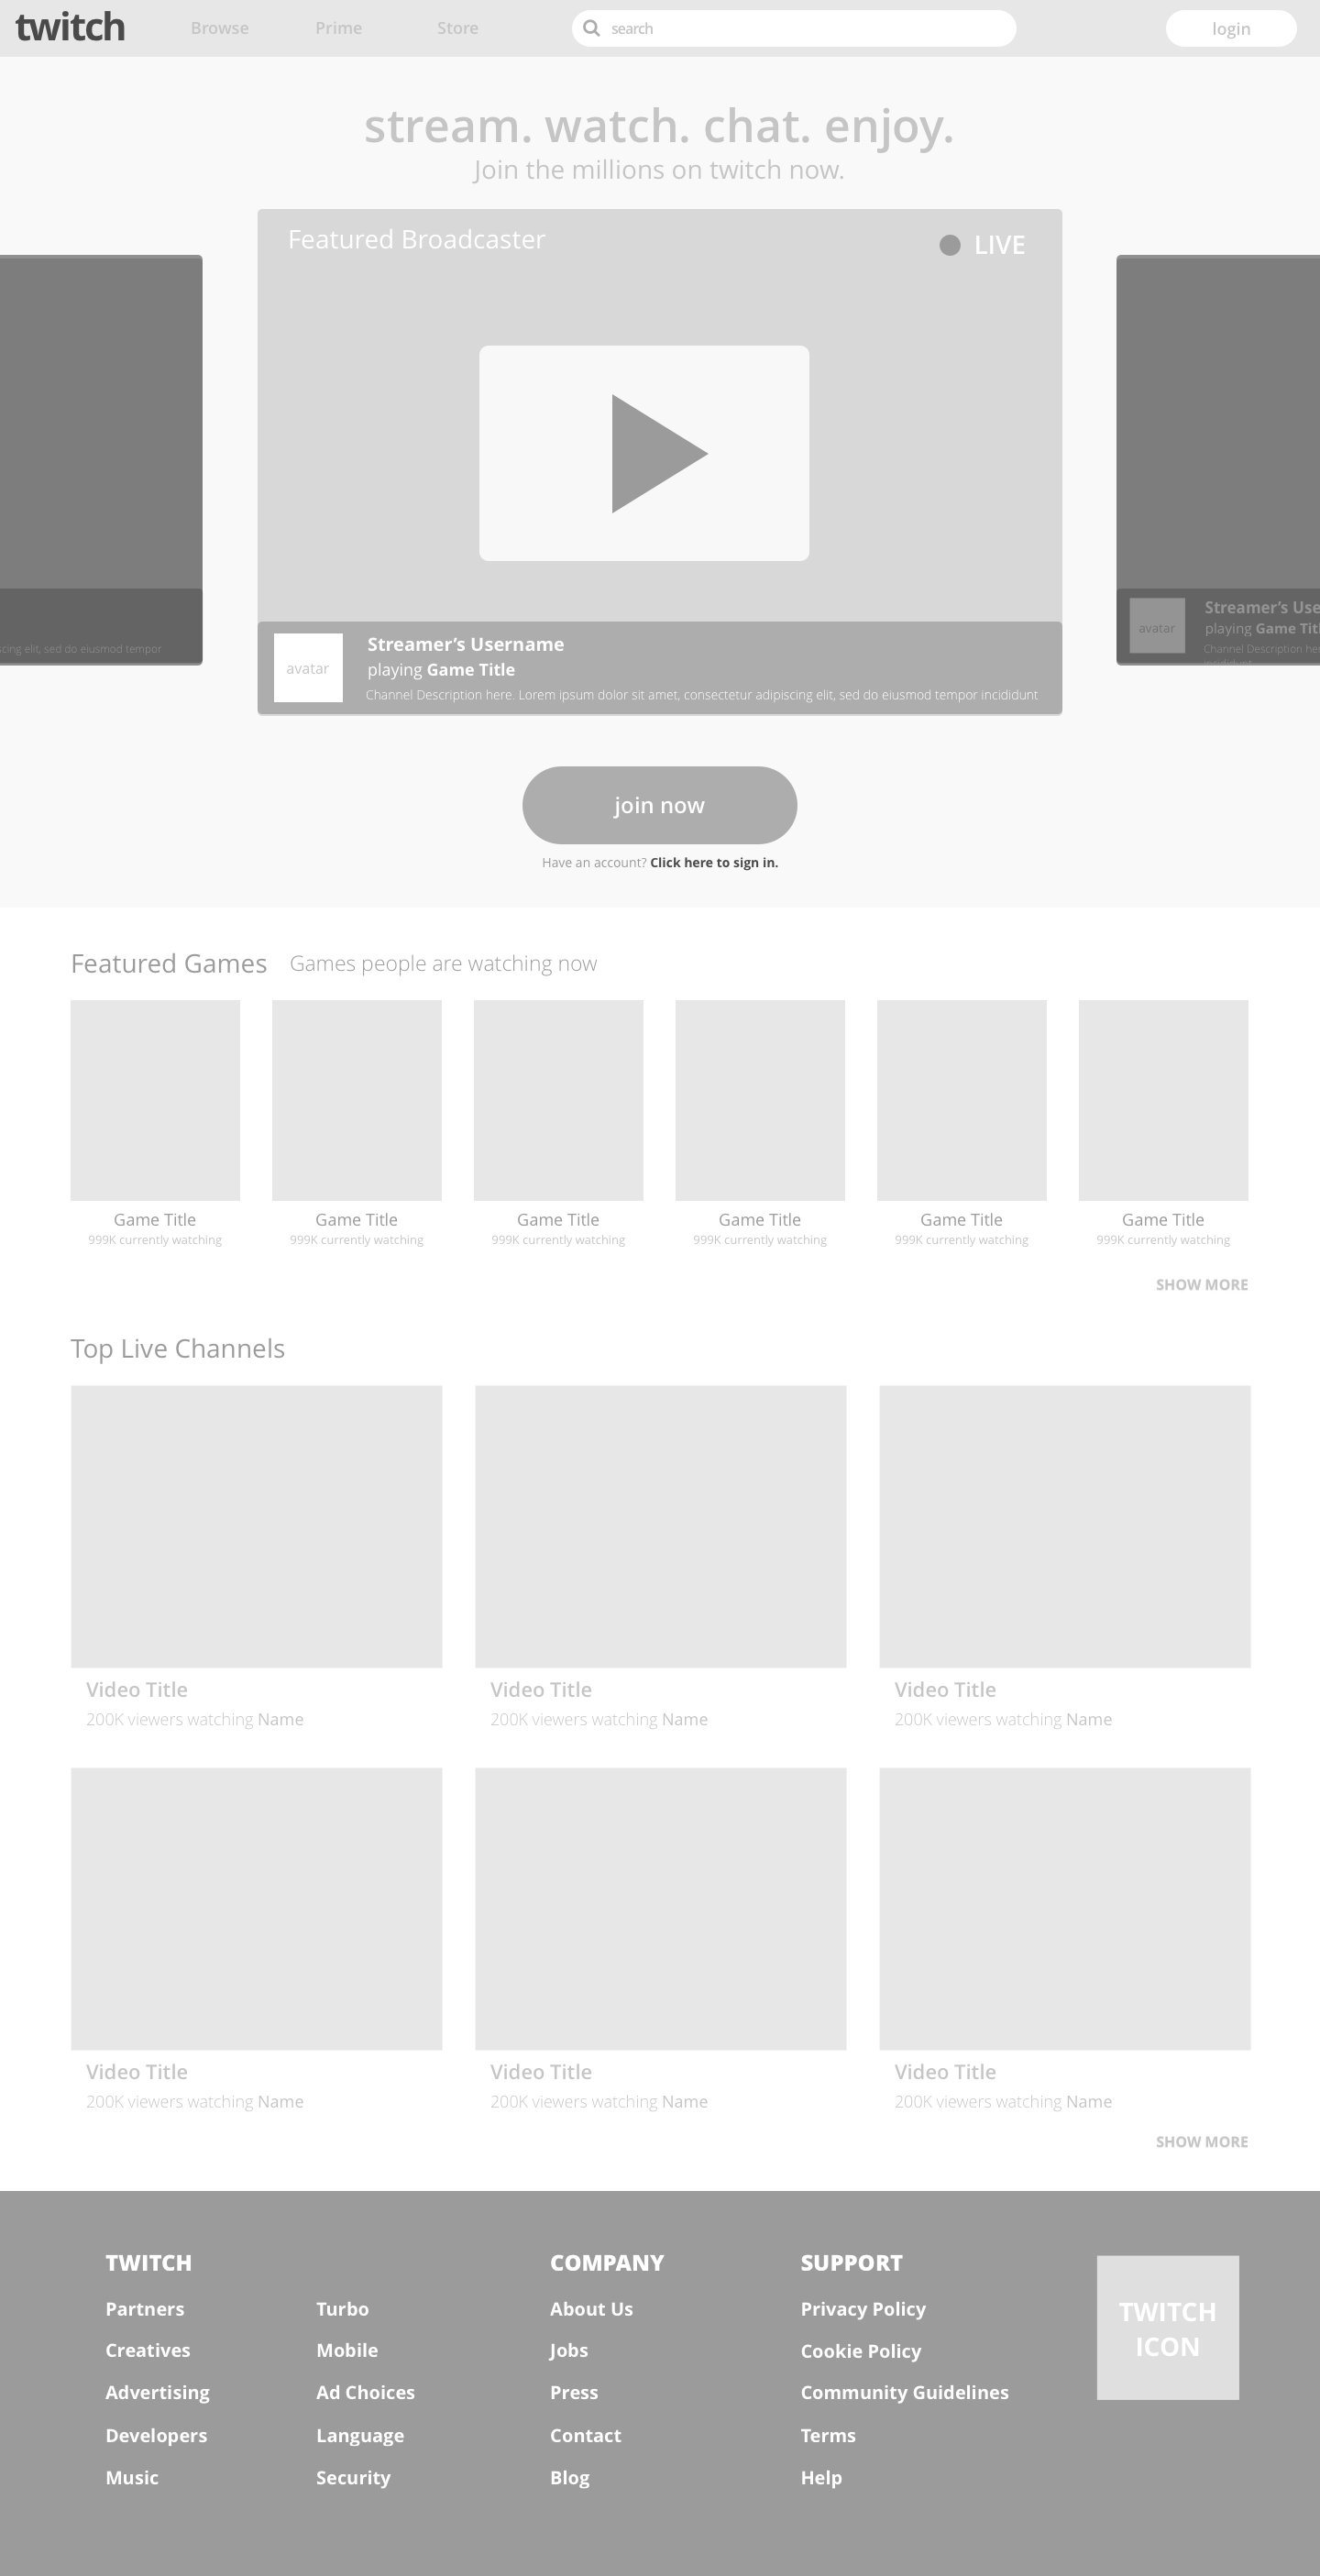 twitch
Browse Prime Store search login
stream. watch. chat. enjoy.
Join the millions on twitch now.
Featured Broadcaster LIVE
Streamer’s Username
avatar
playing Game Title
Channel Description here. Lorem ipsum dolor sit amet, consectetur adipiscing elit, sed do eiusmod tempor incididunt
elit, sed do eiusmod tempor
Streamer’s
avatar
playing Game
Channel Description
join now
Have an account? Click here to sign in.
Featured Games Games people are watching now
Game Title Game Title Game Title Game Title Game Title Game Title
999K currently watching 999K currently watching 999K currently watching 999K currently watching 999K currently watching 999K currently watching
SHOW MORE
Top Live Channels
Video Title Video Title Video Title
200K viewers watching Name 200K viewers watching Name 200K viewers watching Name
Video Title Video Title Video Title
200K viewers watching Name 200K viewers watching Name 200K viewers watching Name
SHOW MORE
TWITCH
Partners
Creatives
Advertising
Developers
Music
Turbo
Mobile
Ad Choices
Language
Security
COMPANY
About Us
Jobs
Press
Contact
Blog
SUPPORT
Privacy Policy
Cookie Policy
Community Guidelines
Terms
Help
TWITCH
ICON